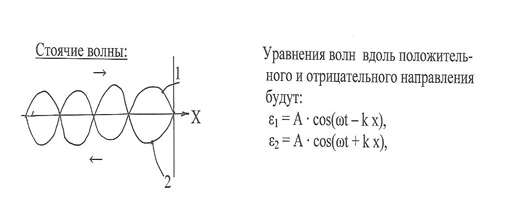 Стоячие волны:
1
X
2
Уравнения волн вдоль положитель-
ного и отрицательного направления
будут:
ε₁ = A · cos(ωt – k x),
ε₂ = A · cos(ωt + k x),